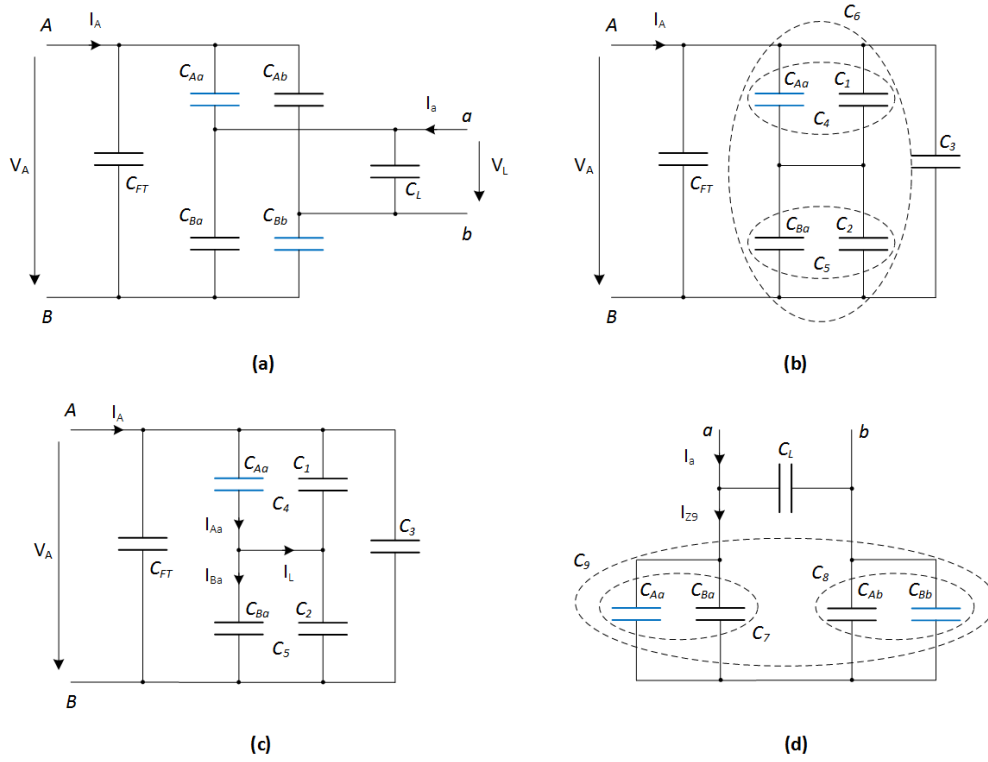 A
I_A
C_Aa
C_Ab
I_a
a
V_A
C_FT
C_L
V_L
C_Ba
C_Bb
b
B
(a)
A
I_A
C_6
C_Aa
C_1
C_4
C_3
V_A
C_FT
C_Ba
C_2
C_5
B
(b)
A
I_A
C_Aa
C_1
C_4
I_Aa
C_3
V_A
C_FT
I_Ba
I_L
C_Ba
C_2
C_5
B
(c)
a
b
I_a
C_L
I_Z9
C_9
C_8
C_Aa
C_Ba
C_Ab
C_Bb
C_7
(d)